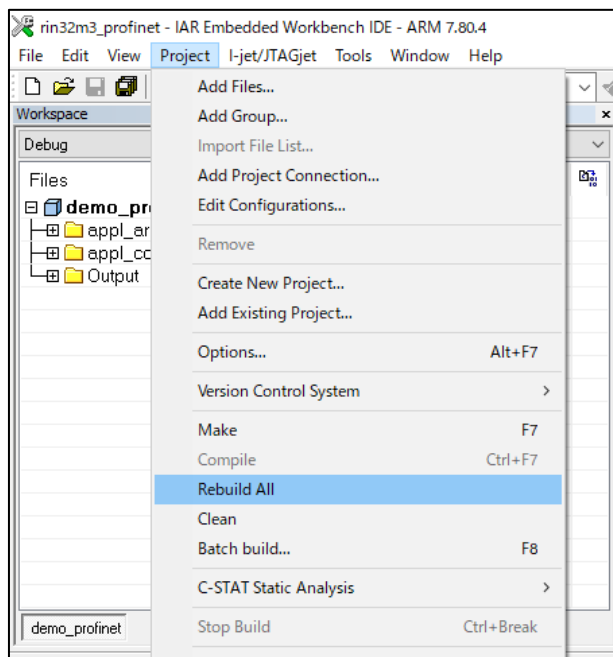 rin32m3_profinet - IAR Embedded Workbench IDE - ARM 7.80.4
File Edit View Project I-jet/JTAGjet Tools Window Help
Workspace
Debug
Files
demo_pr
appl_ar
appl_co
Output
demo_profinet
Add Files...
Add Group...
Import File List...
Add Project Connection...
Edit Configurations...
Remove
Create New Project...
Add Existing Project...
Options... Alt+F7
Version Control System
Make F7
Compile Ctrl+F7
Rebuild All
Clean
Batch build... F8
C-STAT Static Analysis
Stop Build Ctrl+Break